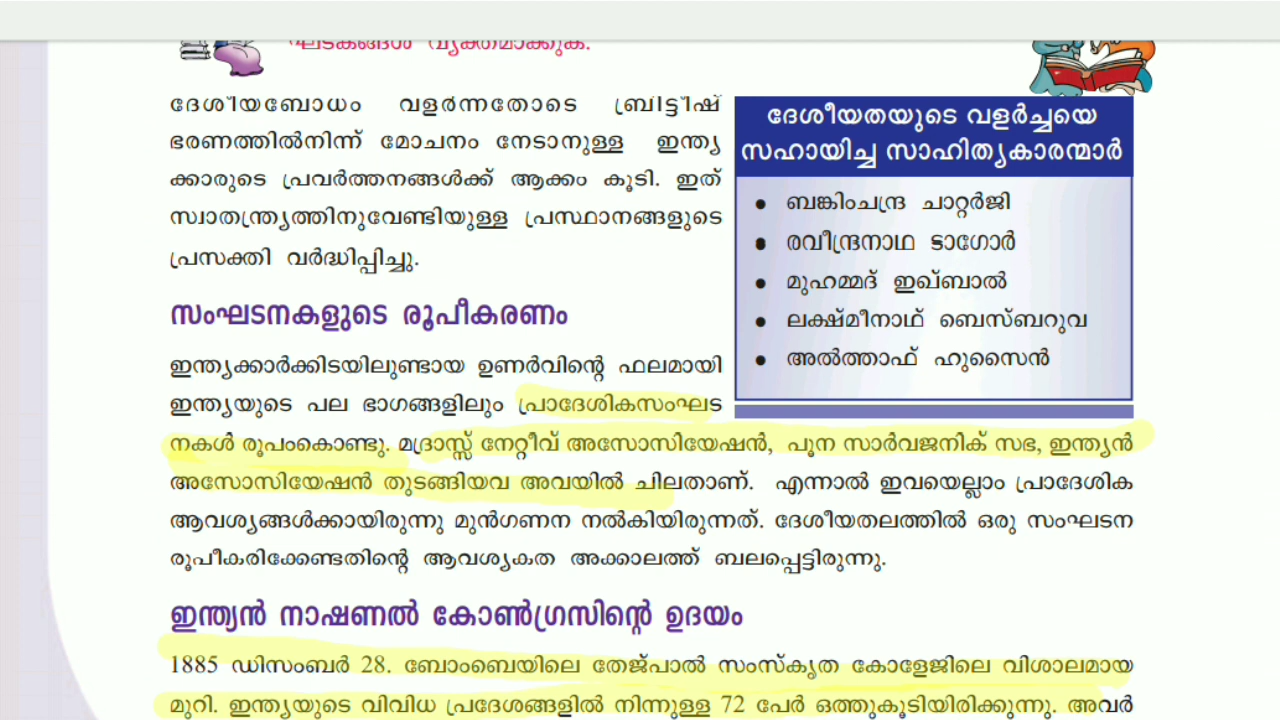 ഘടകങ്ങൾ വ്യക്തമാക്കുക.
ദേശീയബോധം വളർന്നതോടെ ബ്രിട്ടീഷ്
ഭരണത്തിൽനിന്ന് മോചനം നേടാനുള്ള ഇന്ത്യ
ക്കാരുടെ പ്രവർത്തനങ്ങൾക്ക് ആക്കം കൂടി. ഇത്
സ്വാതന്ത്ര്യത്തിനുവേണ്ടിയുള്ള പ്രസ്ഥാനങ്ങളുടെ
പ്രസക്തി വർദ്ധിപ്പിച്ചു.
ദേശീയതയുടെ വളർച്ചയെ
സഹായിച്ച സാഹിത്യകാരന്മാർ
• ബങ്കിംചന്ദ്ര ചാറ്റർജി
• രവീന്ദ്രനാഥ ടാഗോർ
• മുഹമ്മദ് ഇഖ്ബാൽ
• ലക്ഷ്മീനാഥ് ബെസ്ബറുവ
• അൽത്താഫ് ഹുസൈൻ
സംഘടനകളുടെ രൂപീകരണം
ഇന്ത്യക്കാർക്കിടയിലുണ്ടായ ഉണർവിന്റെ ഫലമായി
ഇന്ത്യയുടെ പല ഭാഗങ്ങളിലും പ്രാദേശികസംഘട
നകൾ രൂപംകൊണ്ടു. മദ്രാസ്സ് നേറ്റീവ് അസോസിയേഷൻ, പൂന സാർവജനിക് സഭ, ഇന്ത്യൻ
അസോസിയേഷൻ തുടങ്ങിയവ അവയിൽ ചിലതാണ്. എന്നാൽ ഇവയെല്ലാം പ്രാദേശിക
ആവശ്യങ്ങൾക്കായിരുന്നു മുൻഗണന നൽകിയിരുന്നത്. ദേശീയതലത്തിൽ ഒരു സംഘടന
രൂപീകരിക്കേണ്ടതിന്റെ ആവശ്യകത അക്കാലത്ത് ബലപ്പെട്ടിരുന്നു.
ഇന്ത്യൻ നാഷണൽ കോൺഗ്രസിന്റെ ഉദയം
1885 ഡിസംബർ 28. ബോംബെയിലെ തേജ്പാൽ സംസ്കൃത കോളേജിലെ വിശാലമായ
മുറി. ഇന്ത്യയുടെ വിവിധ പ്രദേശങ്ങളിൽ നിന്നുള്ള 72 പേർ ഒത്തുകൂടിയിരിക്കുന്നു. അവർ